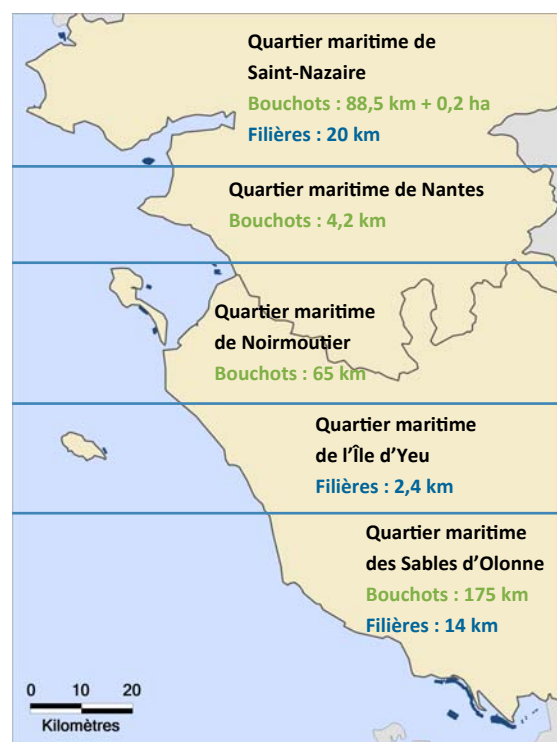 Quartier maritime de
Saint-Nazaire
Bouchots : 88,5 km + 0,2 ha
Filières : 20 km
Quartier maritime de Nantes
Bouchots : 4,2 km
Quartier maritime
de Noirmoutier
Bouchots : 65 km
Quartier maritime
de l’Île d’Yeu
Filières : 2,4 km
Quartier maritime
des Sables d’Olonne
Bouchots : 175 km
Filières : 14 km
0 10 20
Kilomètres